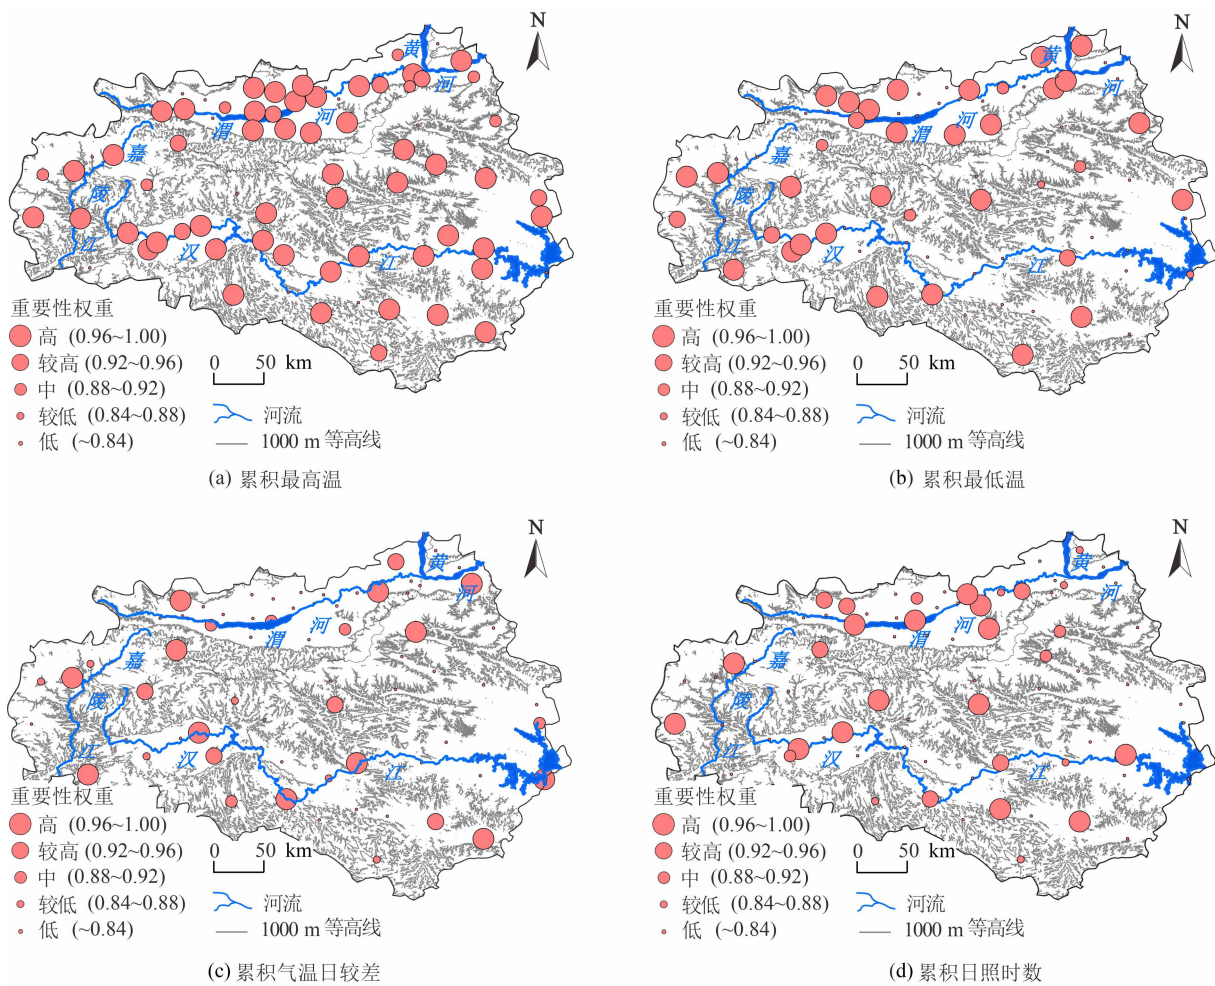 N
黄
河
渭
河
嘉
陵
江
汉
江
重要性权重
高 (0.96~1.00)
较高 (0.92~0.96)
中 (0.88~0.92)
较低 (0.84~0.88)
低 (~0.84)
0 50 km
河流
1000 m 等高线
(a) 累积最高温
N
黄
河
渭
河
嘉
陵
江
汉
江
重要性权重
高 (0.96~1.00)
较高 (0.92~0.96)
中 (0.88~0.92)
较低 (0.84~0.88)
低 (~0.84)
0 50 km
河流
1000 m 等高线
(b) 累积最低温
N
黄
河
渭
河
嘉
陵
江
汉
江
重要性权重
高 (0.96~1.00)
较高 (0.92~0.96)
中 (0.88~0.92)
较低 (0.84~0.88)
低 (~0.84)
0 50 km
河流
1000 m 等高线
(c) 累积气温日较差
N
黄
河
渭
河
嘉
陵
江
汉
江
重要性权重
高 (0.96~1.00)
较高 (0.92~0.96)
中 (0.88~0.92)
较低 (0.84~0.88)
低 (~0.84)
0 50 km
河流
1000 m 等高线
(d) 累积日照时数